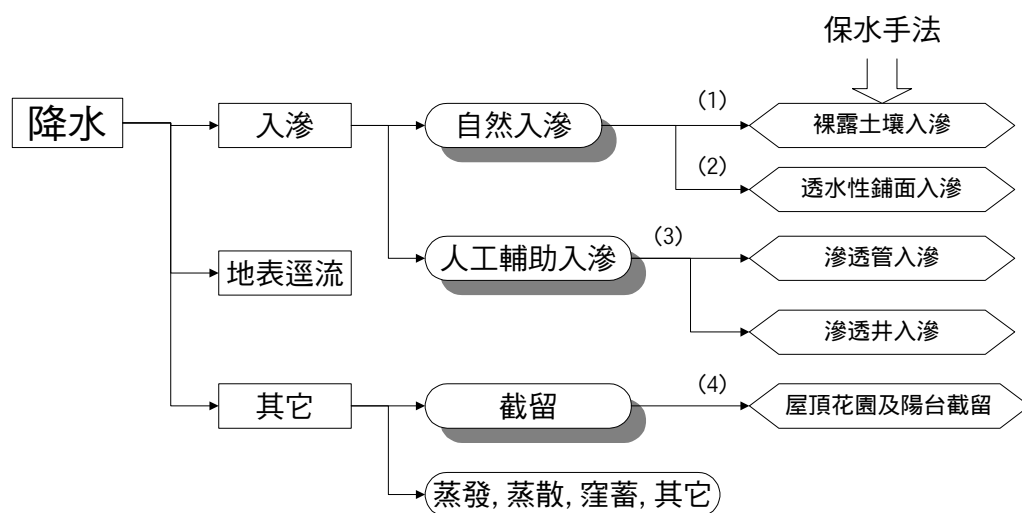 保水手法
降水
入滲
自然入滲
(1)
裸露土壤入滲
(2)
透水性鋪面入滲
人工輔助入滲
(3)
滲透管入滲
滲透井入滲
地表逕流
其它
截留
(4)
屋頂花園及陽台截留
蒸發, 蒸散, 窪蓄, 其它